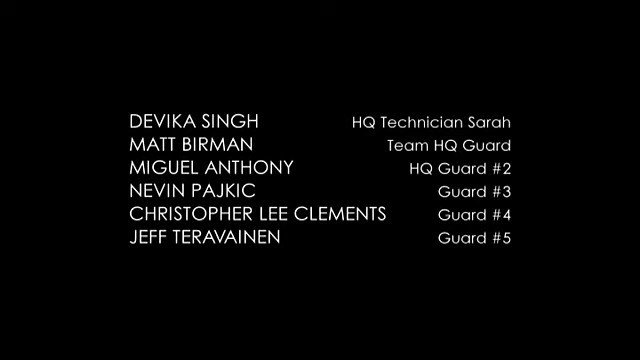 DEVIKA SINGH HQ Technician Sarah
MATT BIRMAN Team HQ Guard
MIGUEL ANTHONY HQ Guard #2
NEVIN PAJKIC Guard #3
CHRISTOPHER LEE CLEMENTS Guard #4
JEFF TERAVAINEN Guard #5